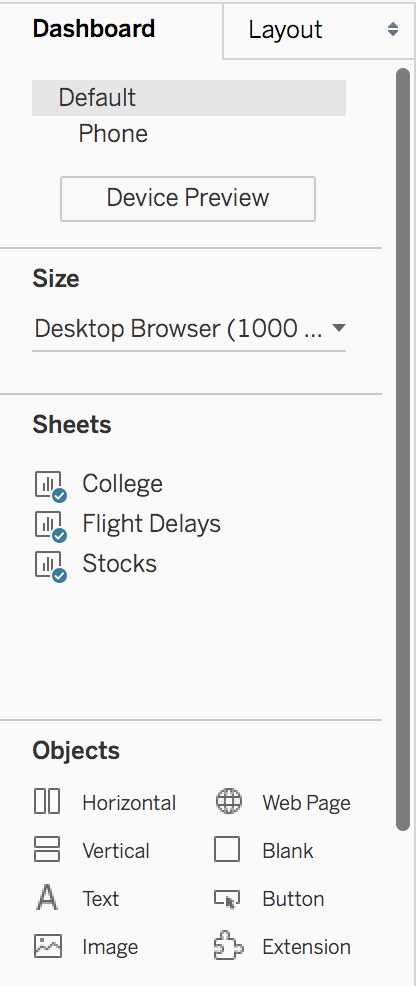 Dashboard
Layout
Default
Phone
Device Preview
Size
Desktop Browser (1000 ...
Sheets
College
Flight Delays
Stocks
Objects
Horizontal
Web Page
Vertical
Blank
Text
Button
Image
Extension